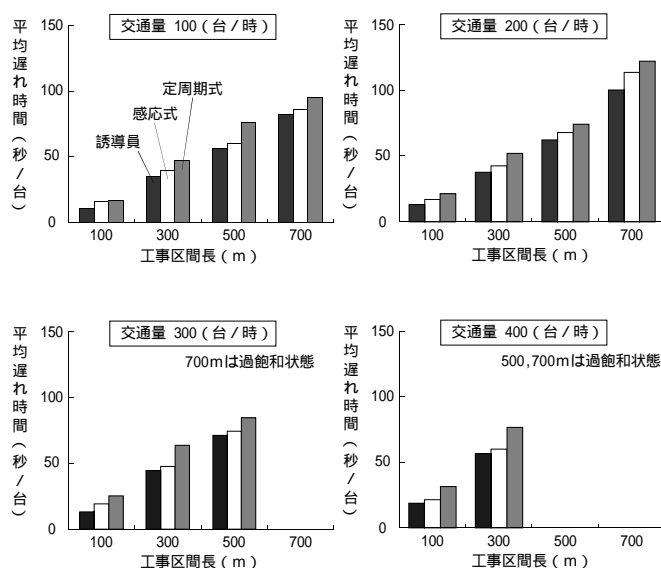 交通量 100(台/時)
平均遅れ時間(秒/台)
150
100
50
0
定周期式
感応式
誘導員
100 300 500 700
工事区間長(m)
交通量 200(台/時)
平均遅れ時間(秒/台)
150
100
50
0
100 300 500 700
工事区間長(m)
交通量 300(台/時)
700mは過飽和状態
平均遅れ時間(秒/台)
150
100
50
0
100 300 500 700
工事区間長(m)
交通量 400(台/時)
500,700mは過飽和状態
平均遅れ時間(秒/台)
150
100
50
0
100 300 500 700
工事区間長(m)